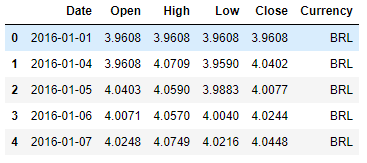 Date Open High Low Close Currency
0 2016-01-01 3.9608 3.9608 3.9608 3.9608 BRL
1 2016-01-04 3.9608 4.0709 3.9590 4.0402 BRL
2 2016-01-05 4.0403 4.0590 3.9883 4.0077 BRL
3 2016-01-06 4.0071 4.0570 4.0040 4.0244 BRL
4 2016-01-07 4.0248 4.0749 4.0216 4.0448 BRL